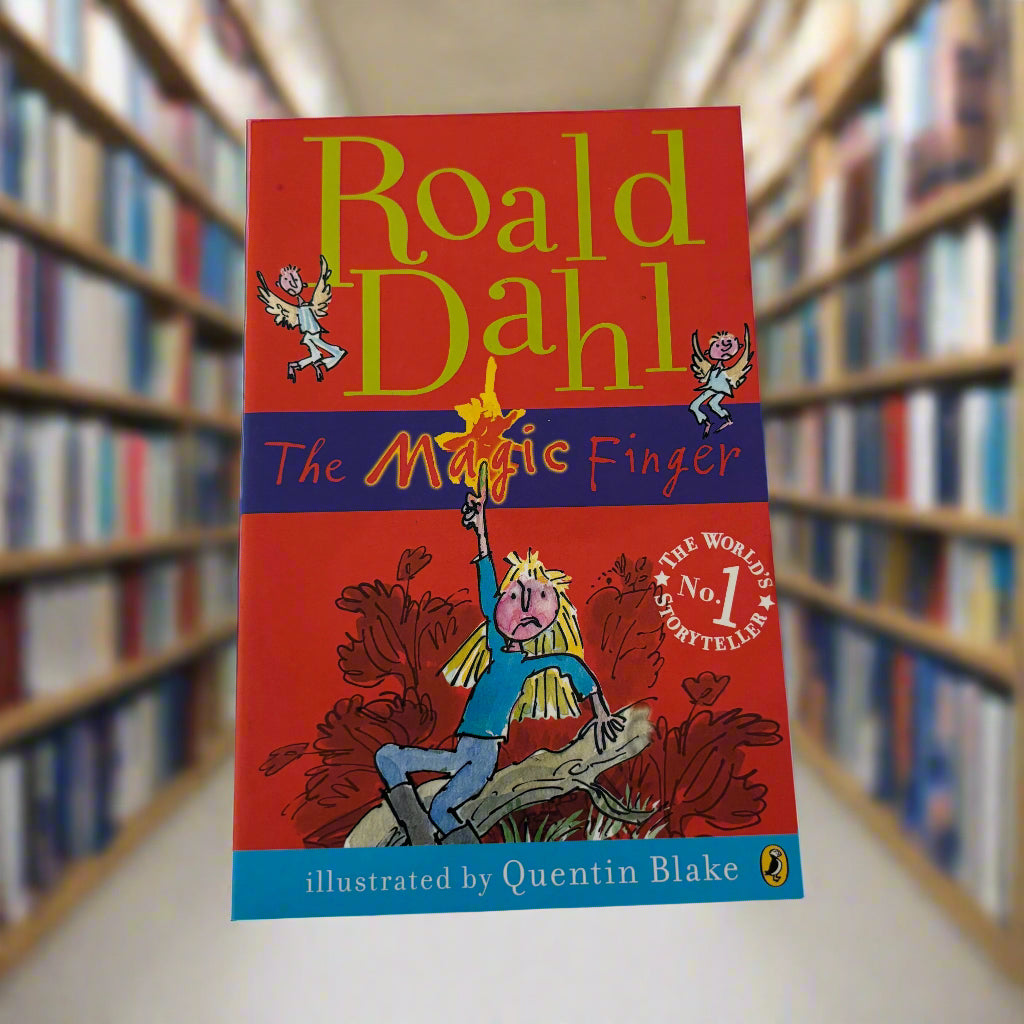 Roald
Dahl
The Magic Finger
THE WORLD'S
No.1
STORYTELLER
illustrated by Quentin Blake